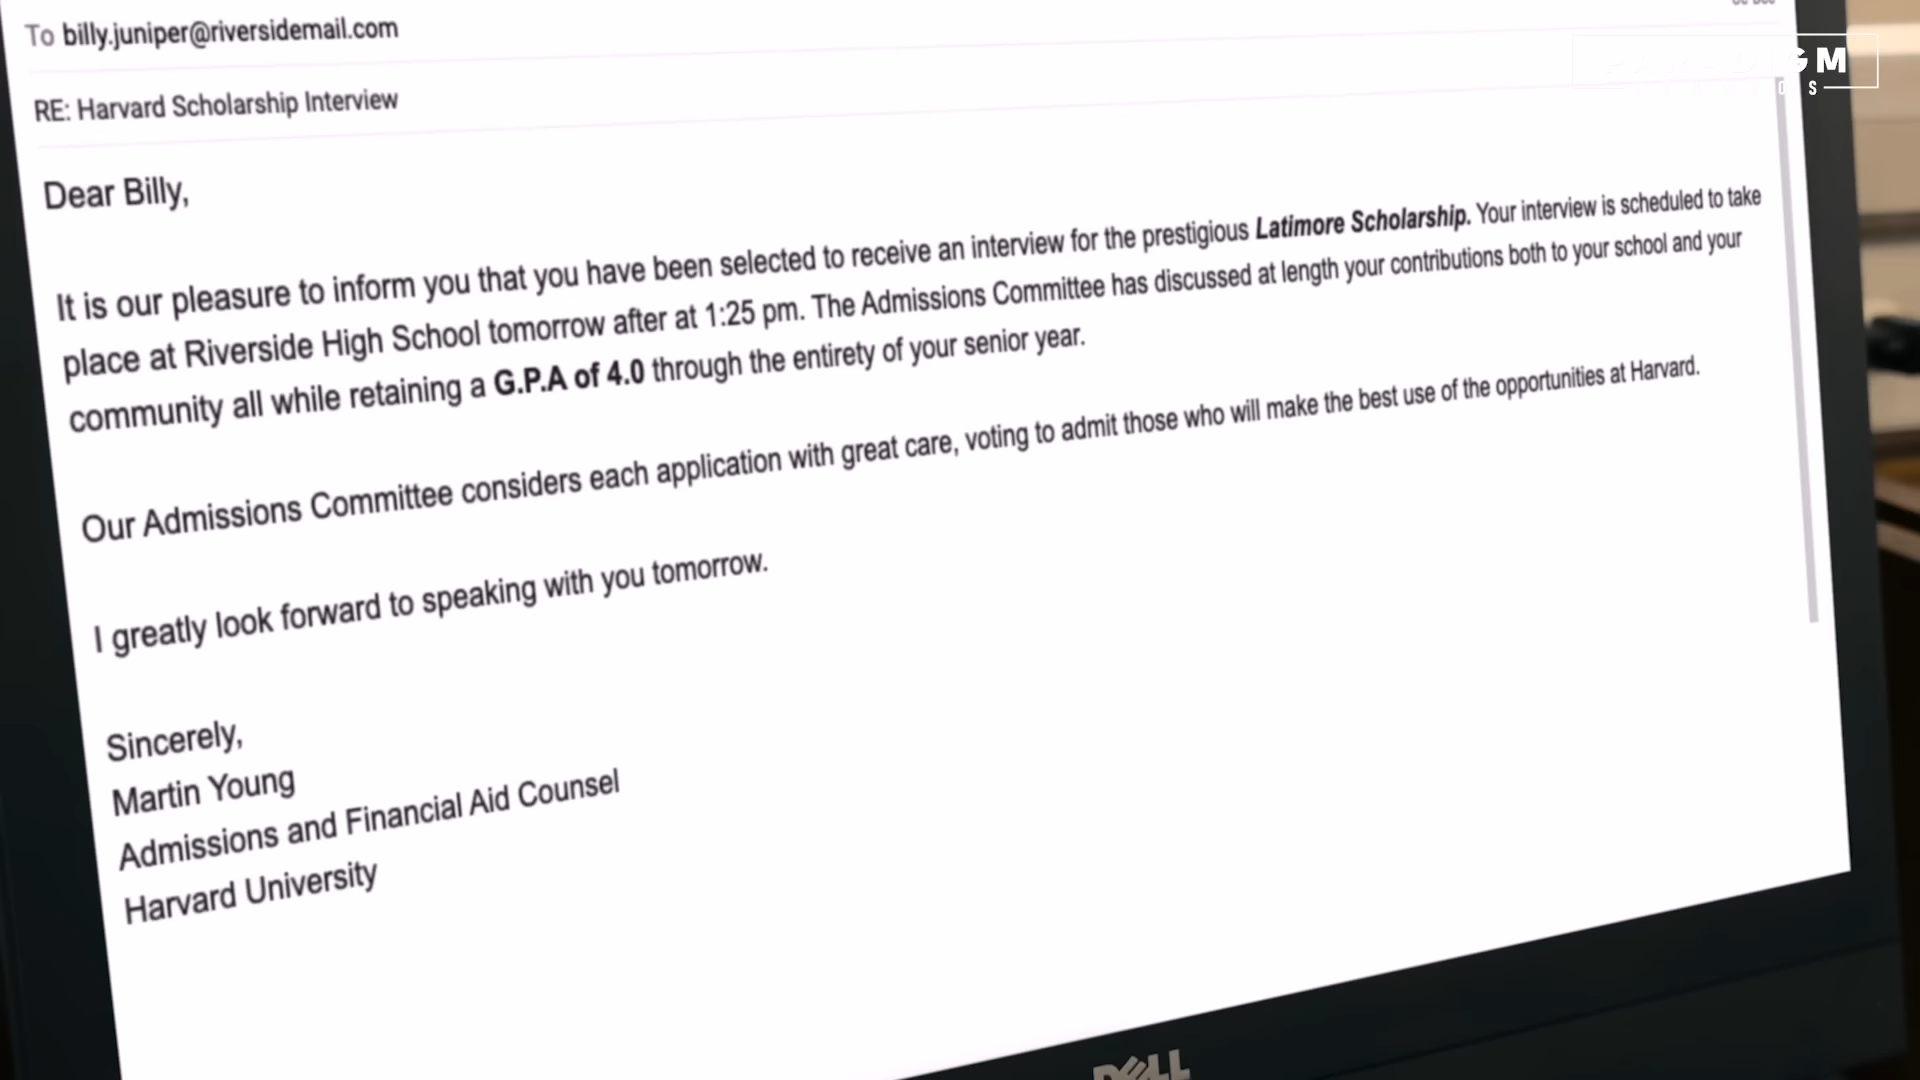 To billy.juniper@riversidemail.com
RE: Harvard Scholarship Interview
Dear Billy,
It is our pleasure to inform you that you have been selected to receive an interview for the prestigious Latimore Scholarship. Your interview is scheduled to take
place at Riverside High School tomorrow after at 1:25 pm. The Admissions Committee has discussed at length your contributions both to your school and your
community all while retaining a G.P.A of 4.0 through the entirety of your senior year.
Our Admissions Committee considers each application with great care, voting to admit those who will make the best use of the opportunities at Harvard.
I greatly look forward to speaking with you tomorrow.
Sincerely,
Martin Young
Admissions and Financial Aid Counsel
Harvard University
DELL